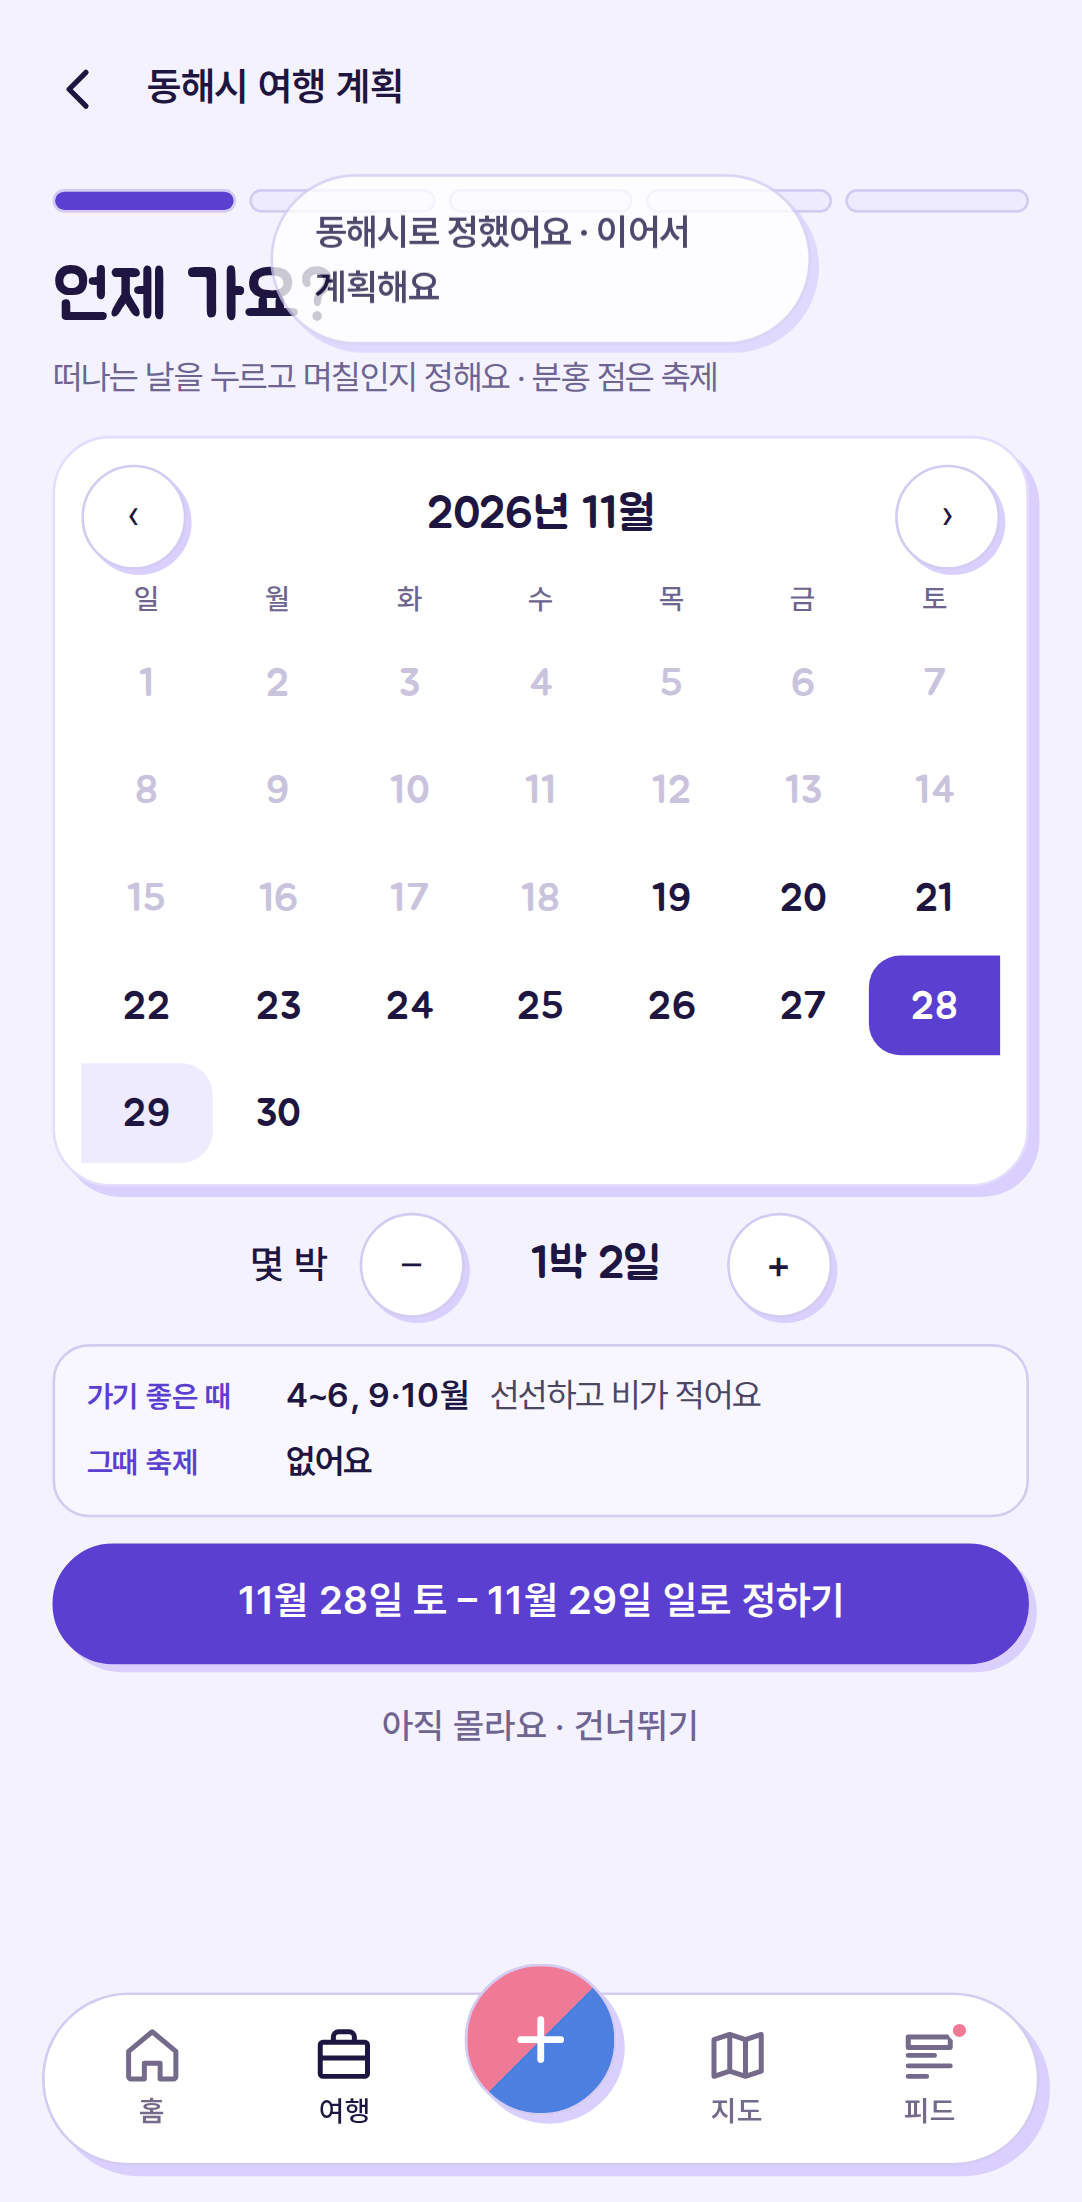 동해시 여행 계획
동해시로 정했어요 · 이어서
계획해요
언제 가요?
떠나는 날을 누르고 며칠인지 정해요 · 분홍 점은 축제
‹ 2026년 11월 ›
일 월 화 수 목 금 토
1 2 3 4 5 6 7
8 9 10 11 12 13 14
15 16 17 18 19 20 21
22 23 24 25 26 27 28
29 30
몇 박 − 1박 2일 +
가기 좋은 때 4~6, 9·10월 선선하고 비가 적어요
그때 축제 없어요
11월 28일 토 – 11월 29일 일로 정하기
아직 몰라요 · 건너뛰기
홈 여행 지도 피드